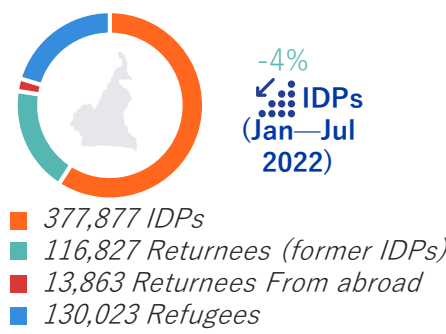 -4%
IDPs
(Jan—Jul
2022)
377,877 IDPs
116,827 Returnees (former IDPs)
13,863 Returnees From abroad
130,023 Refugees